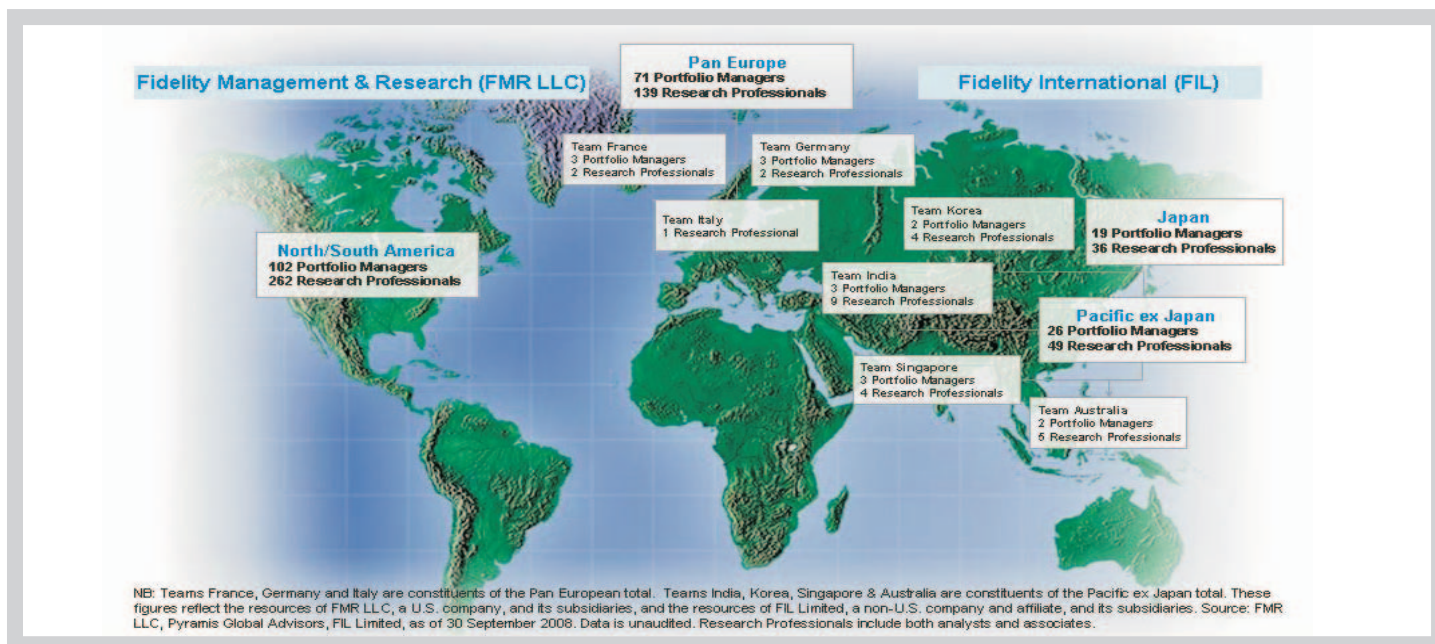 Fidelity Management & Research (FMR LLC)
Pan Europe
71 Portfolio Managers
139 Research Professionals
Fidelity International (FIL)
Team France
3 Portfolio Managers
2 Research Professionals
Team Germany
3 Portfolio Managers
2 Research Professionals
Team Italy
1 Research Professional
Team Korea
2 Portfolio Managers
4 Research Professionals
Japan
19 Portfolio Managers
36 Research Professionals
North/South America
102 Portfolio Managers
262 Research Professionals
Team India
3 Portfolio Managers
9 Research Professionals
Pacific ex Japan
26 Portfolio Managers
49 Research Professionals
Team Singapore
3 Portfolio Managers
4 Research Professionals
Team Australia
2 Portfolio Managers
5 Research Professionals
NB: Teams France, Germany and Italy are constituents of the Pan European total. Teams India, Korea, Singapore & Australia are constituents of the Pacific ex Japan total. These
figures reflect the resources of FMR LLC, a U.S. company, and its subsidiaries, and the resources of FIL Limited, a non-U.S. company and affiliate, and its subsidiaries. Source: FMR
LLC, Pyramis Global Advisors, FIL Limited, as of 30 September 2008. Data is unaudited. Research Professionals include both analysts and associates.